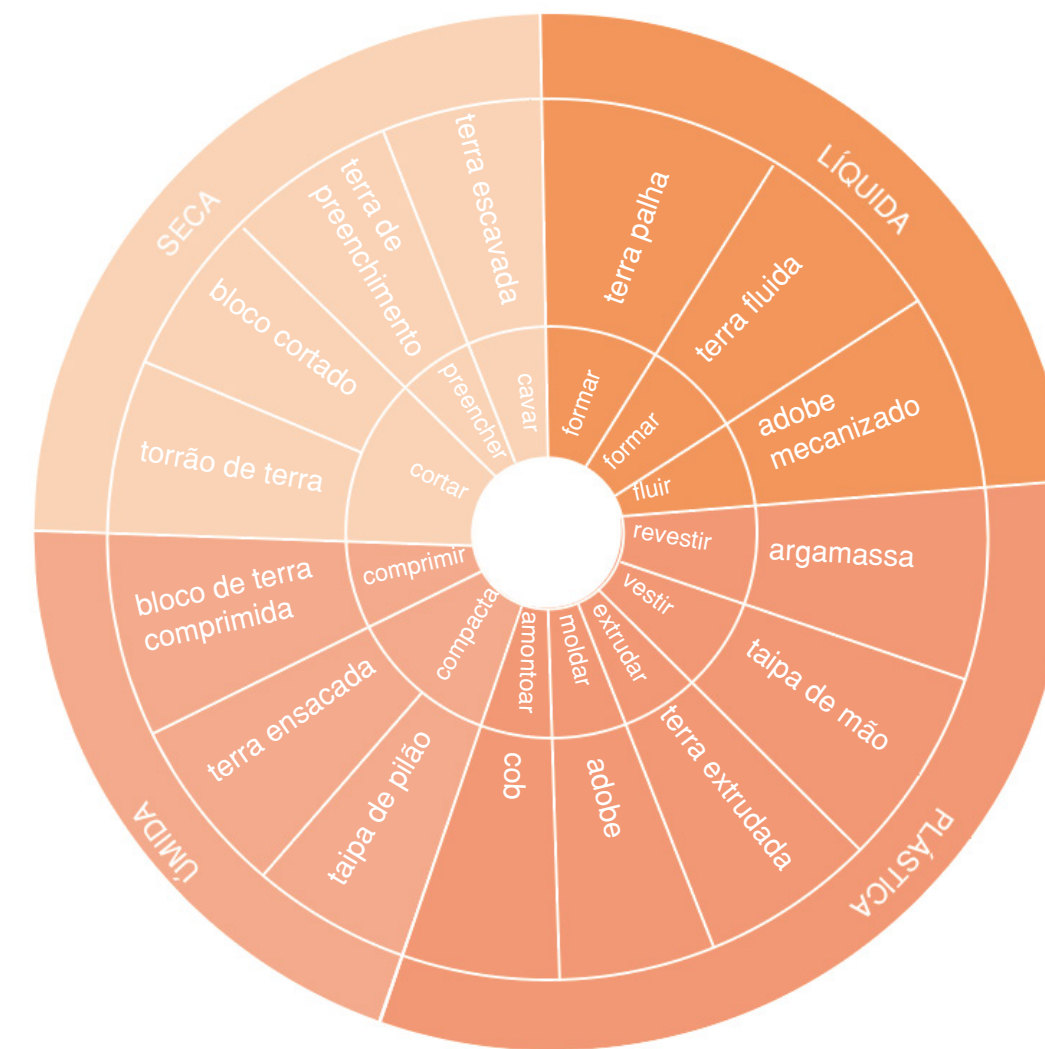 LÍQUIDA
terra palha
formar
terra fluida
formar
adobe
mecanizado
fluir
PLÁSTICA
argamassa
revestir
taipa de mão
vestir
terra extrudada
extrudar
adobe
moldar
cob
amontoar
ÚMIDA
taipa de pilão
terra ensacada
compacta
bloco de terra
comprimida
comprimir
SECA
torrão de terra
bloco cortado
cortar
terra de
preenchimento
preencher
terra escavada
cavar